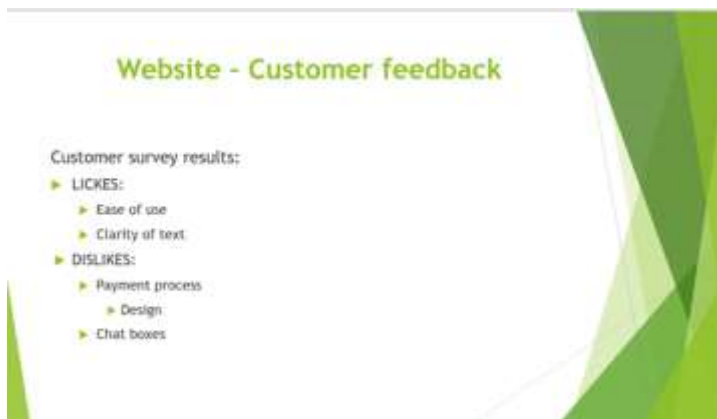 Website - Customer feedback
Customer survey results:
LICKES:
Ease of use
Clarity of text
DISLIKES:
Payment process
Design
Chat boxes